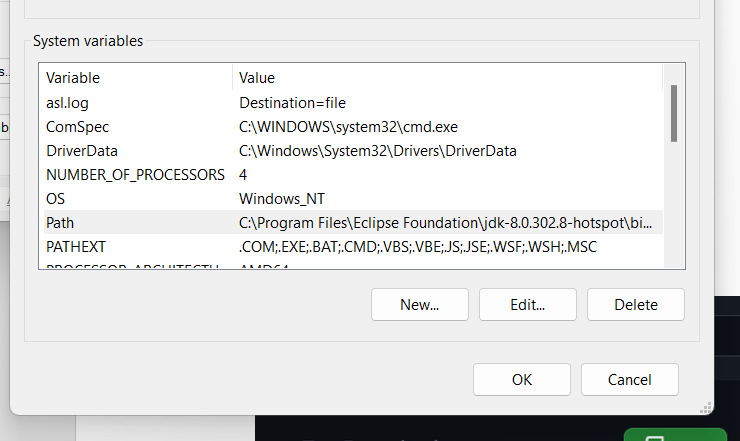 System variables
Variable Value
s..
asl.log Destination=file
ComSpec C:\WINDOWS\system32\cmd.exe
DriverData C:\Windows\System32\Drivers\DriverData
NUMBER_OF_PROCESSORS 4
OS Windows_NT
Path C:\Program Files\Eclipse Foundation\jdk-8.0.302.8-hotspot\bi...
PATHEXT .COM;.EXE;.BAT;.CMD;.VBS;.VBE;.JS;.JSE;.WSF;.WSH;.MSC
PROCESSOR_ARCHITECTU... AMD64
New... Edit... Delete
OK Cancel